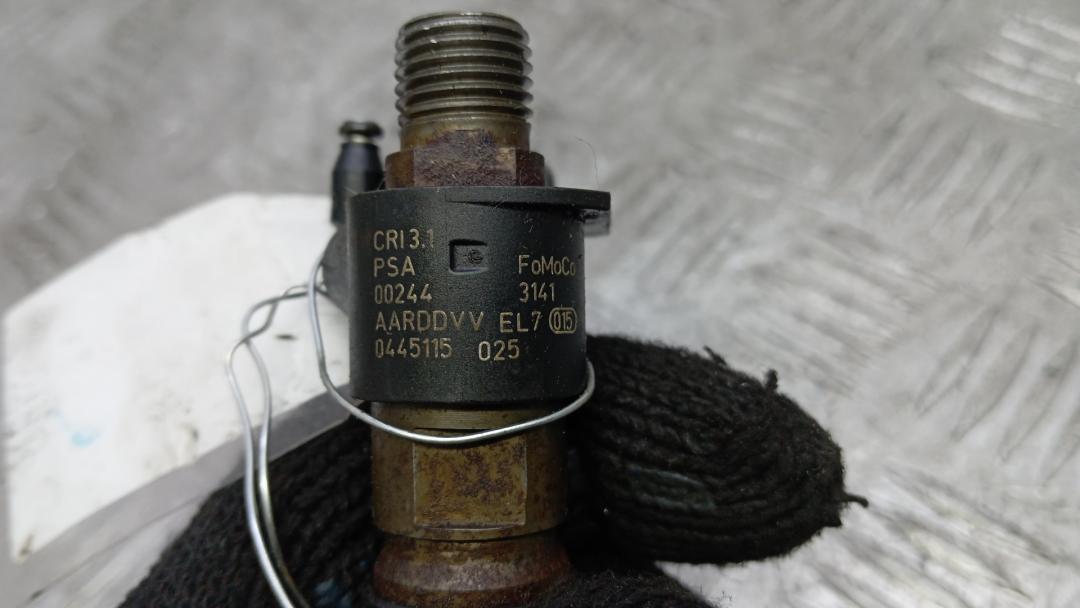 CRI3.1
PSA FoMoCo
00244 3141
AARDDVV EL7 015
0445115 025